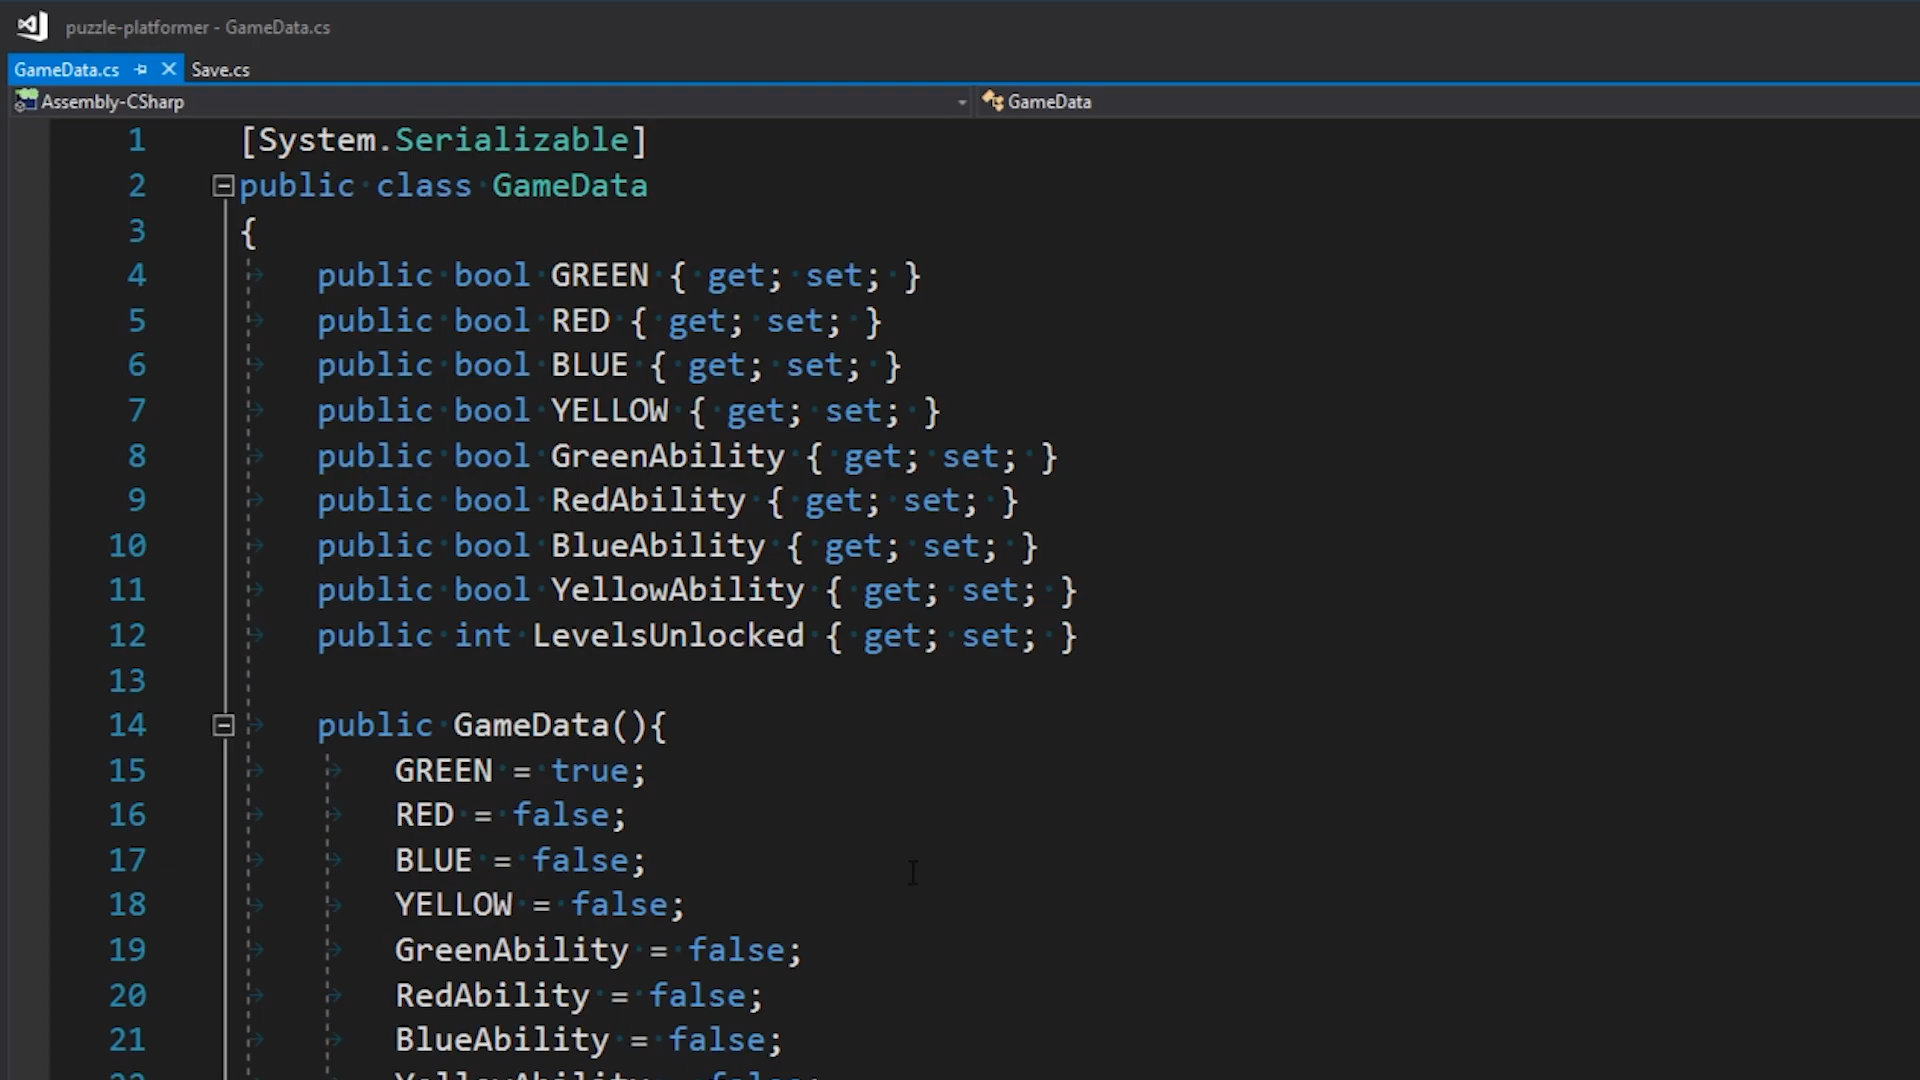 puzzle-platformer - GameData.cs
GameData.cs Save.cs
Assembly-CSharp GameData
1 [System.Serializable]
2 public class GameData
3 {
4 public bool GREEN { get; set; }
5 public bool RED { get; set; }
6 public bool BLUE { get; set; }
7 public bool YELLOW { get; set; }
8 public bool GreenAbility { get; set; }
9 public bool RedAbility { get; set; }
10 public bool BlueAbility { get; set; }
11 public bool YellowAbility { get; set; }
12 public int LevelsUnlocked { get; set; }
13
14 public GameData(){
15 GREEN = true;
16 RED = false;
17 BLUE = false;
18 YELLOW = false;
19 GreenAbility = false;
20 RedAbility = false;
21 BlueAbility = false;